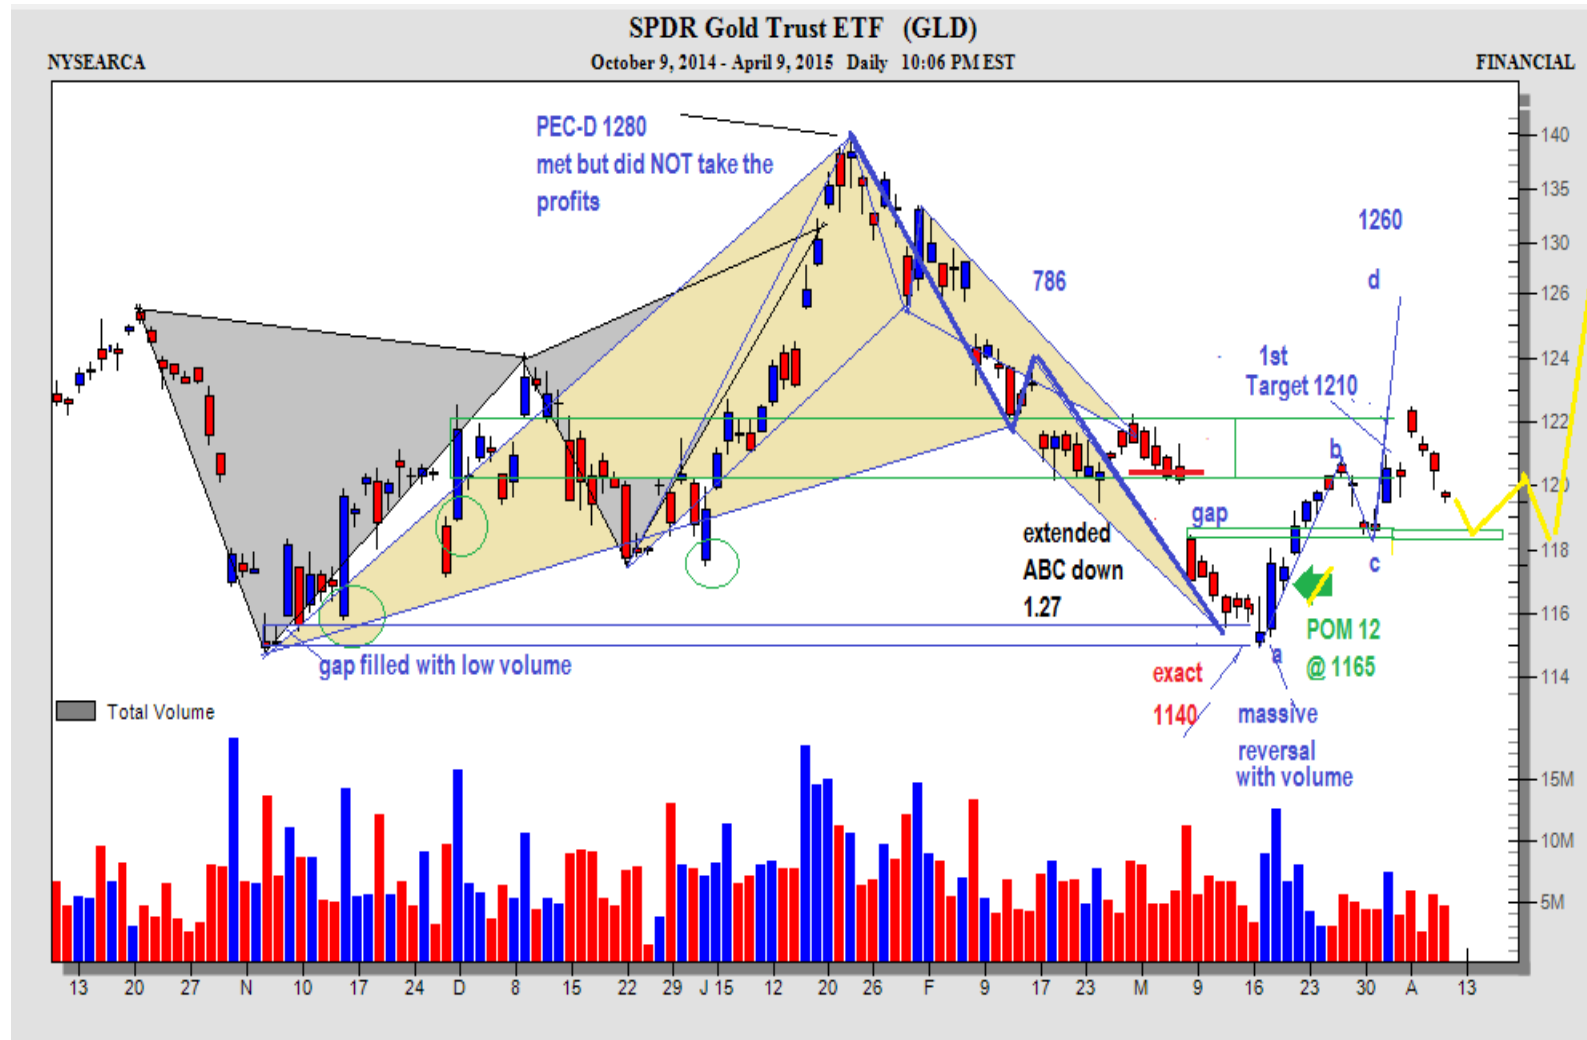 SPDR Gold Trust ETF (GLD)
NYSEARCA
October 9, 2014 - April 9, 2015 Daily 10:06 PM EST
FINANCIAL
PEC-D 1280
met but did NOT take the
profits
786
1260
d
1st
Target 1210
b
gap
c
extended
ABC down
1.27
POM 12
@ 1165
a
exact
1140
massive
reversal
with volume
gap filled with low volume
Total Volume
140
135
130
126
124
122
120
118
116
114
15M
10M
5M
13 20 27 N 10 17 24 D 8 15 22 29 J 15 12 20 26 F 9 17 23 M 9 16 23 30 A 13